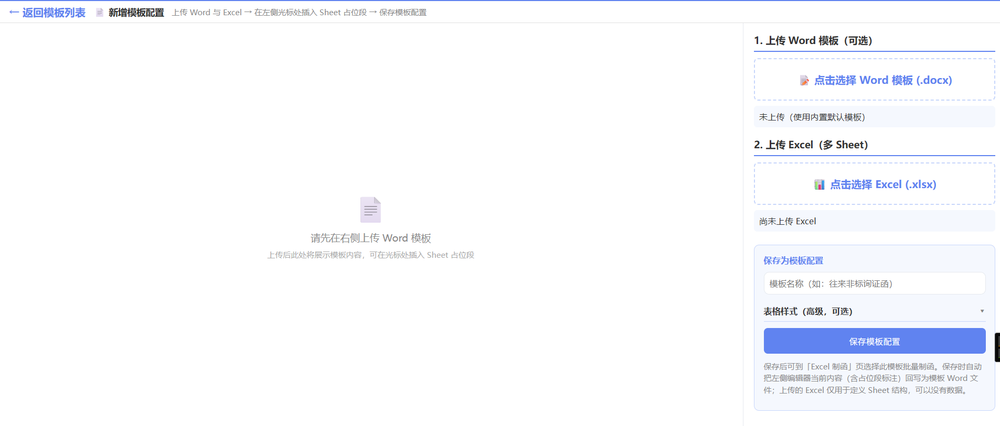 ← 返回模板列表 新增模板配置 上传 Word 与 Excel → 在左侧光标处插入 Sheet 占位段 → 保存模板配置
请先在右侧上传 Word 模板
上传后此处将展示模板内容，可在光标处插入 Sheet 占位段
1. 上传 Word 模板（可选）
点击选择 Word 模板 (.docx)
未上传（使用内置默认模板）
2. 上传 Excel（多 Sheet）
点击选择 Excel (.xlsx)
尚未上传 Excel
保存为模板配置
模板名称（如：往来非标询证函）
表格样式（高级，可选）
保存模板配置
保存后可到「Excel 制函」页选择此模板批量制函。保存时自动
把左侧编辑器当前内容（含占位段标注）回写为模板 Word 文
件；上传的 Excel 仅用于定义 Sheet 结构，可以没有数据。